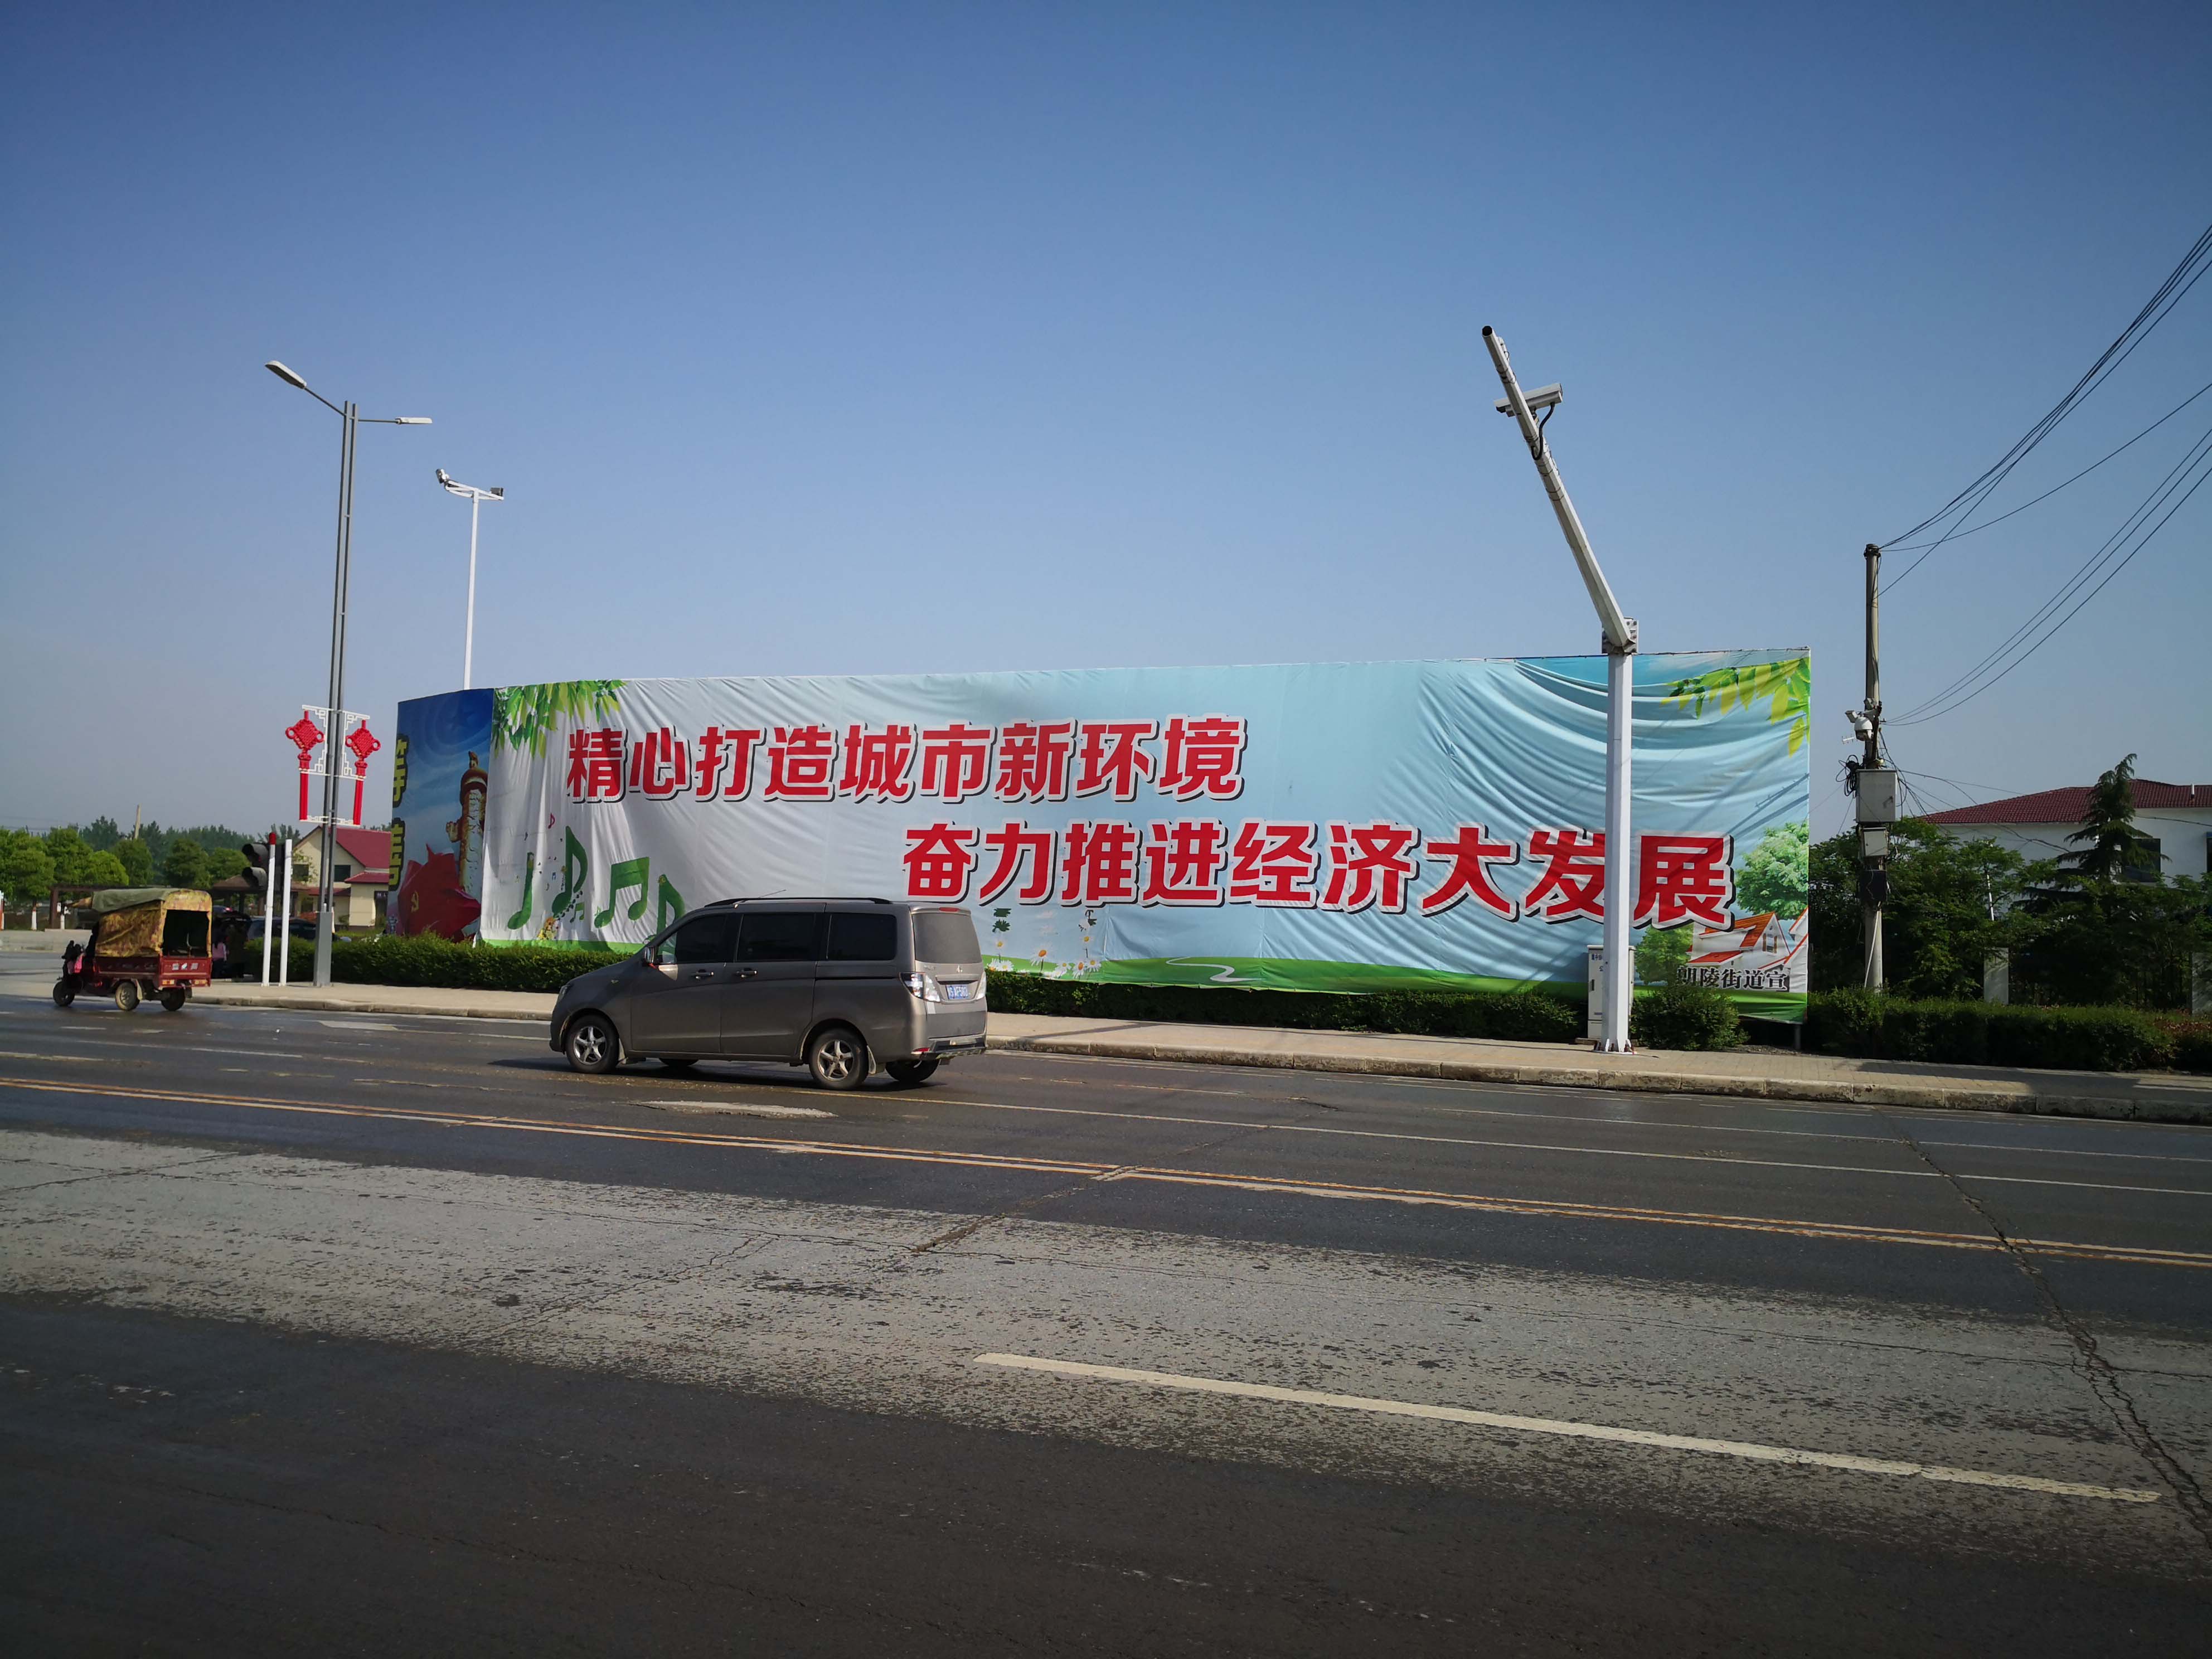 精心打造城市新环境
奋力推进经济大发展
朝陵街道宣